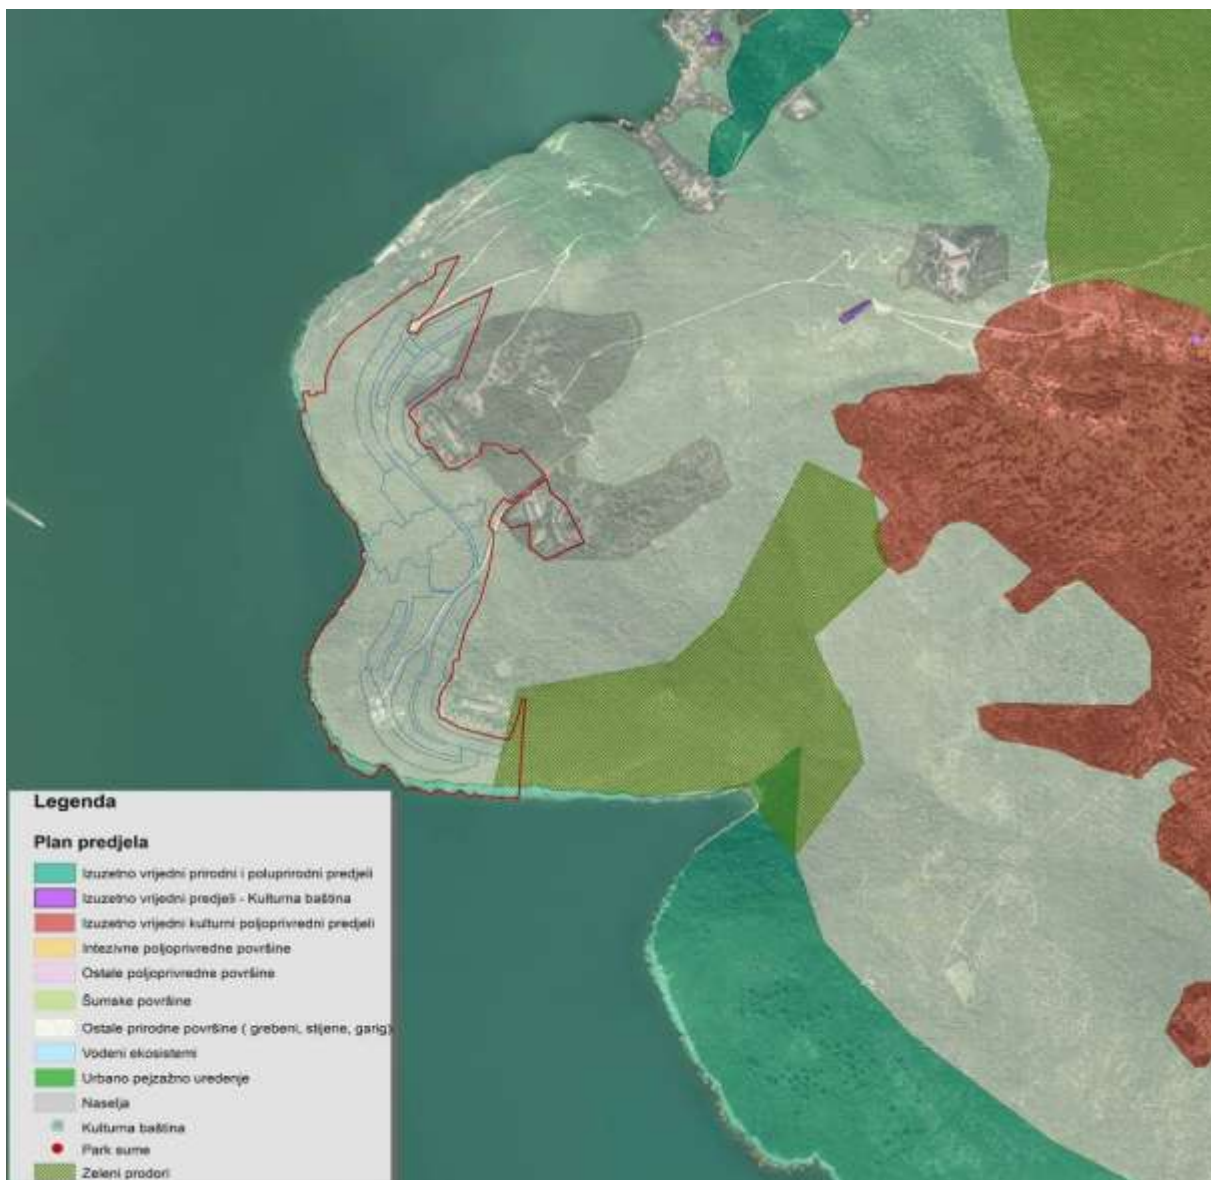 Legenda
Plan predjela
Izuzetno vrijedni prirodni i poluprirodni predjeli
Izuzetno vrijedni predjeli - Kulturna baština
Izuzetno vrijedni kulturni poljoprivredni predjeli
Intezivne poljoprivredne površine
Ostale poljoprivredne površine
Šumske površine
Ostale prirodne površine ( grebeni, stijene, garig)
Vodeni ekosistemi
Urbano pejzažno uređenje
Naselja
Kulturna baština
Park sume
Zeleni prodori